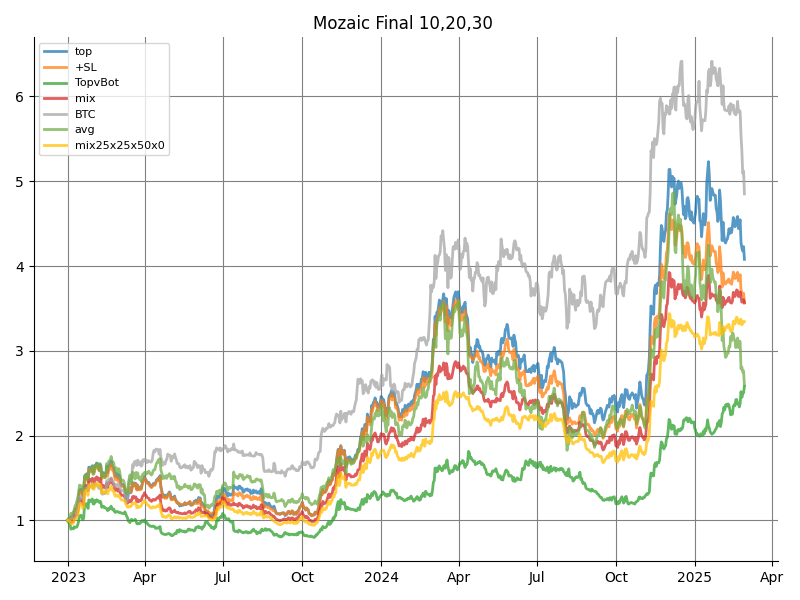 Mozaic Final 10,20,30
top
+SL
TopvBot
mix
BTC
avg
mix25x25x50x0
6
5
4
3
2
1
2023 Apr Jul Oct 2024 Apr Jul Oct 2025 Apr